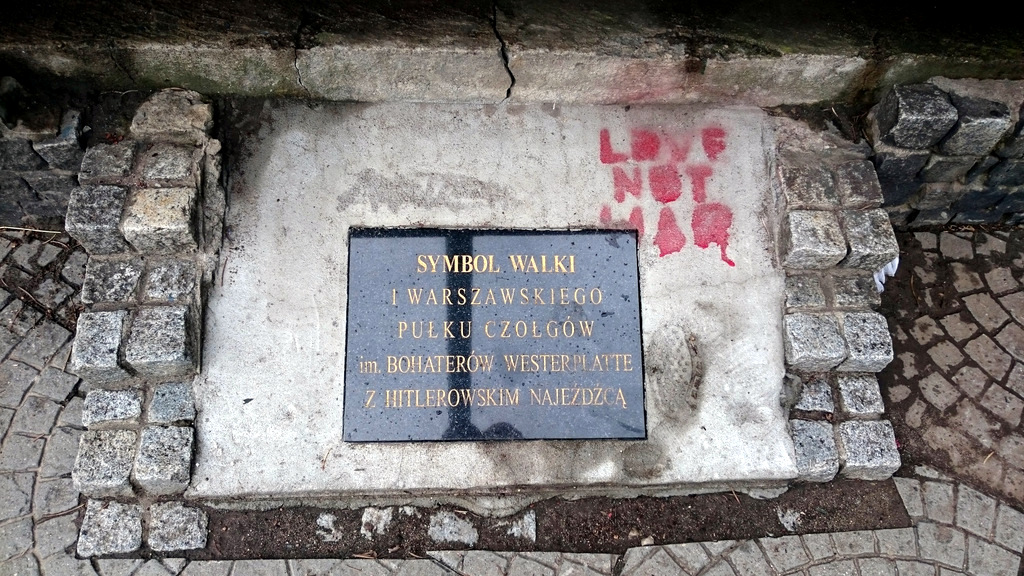 LOVE
NOT
WAR
SYMBOL WALKI
I WARSZAWSKIEGO
PUŁKU CZOŁGÓW
im. BOHATERÓW WESTERPLATTE
Z HITLEROWSKIM NAJEŹDŹCĄ